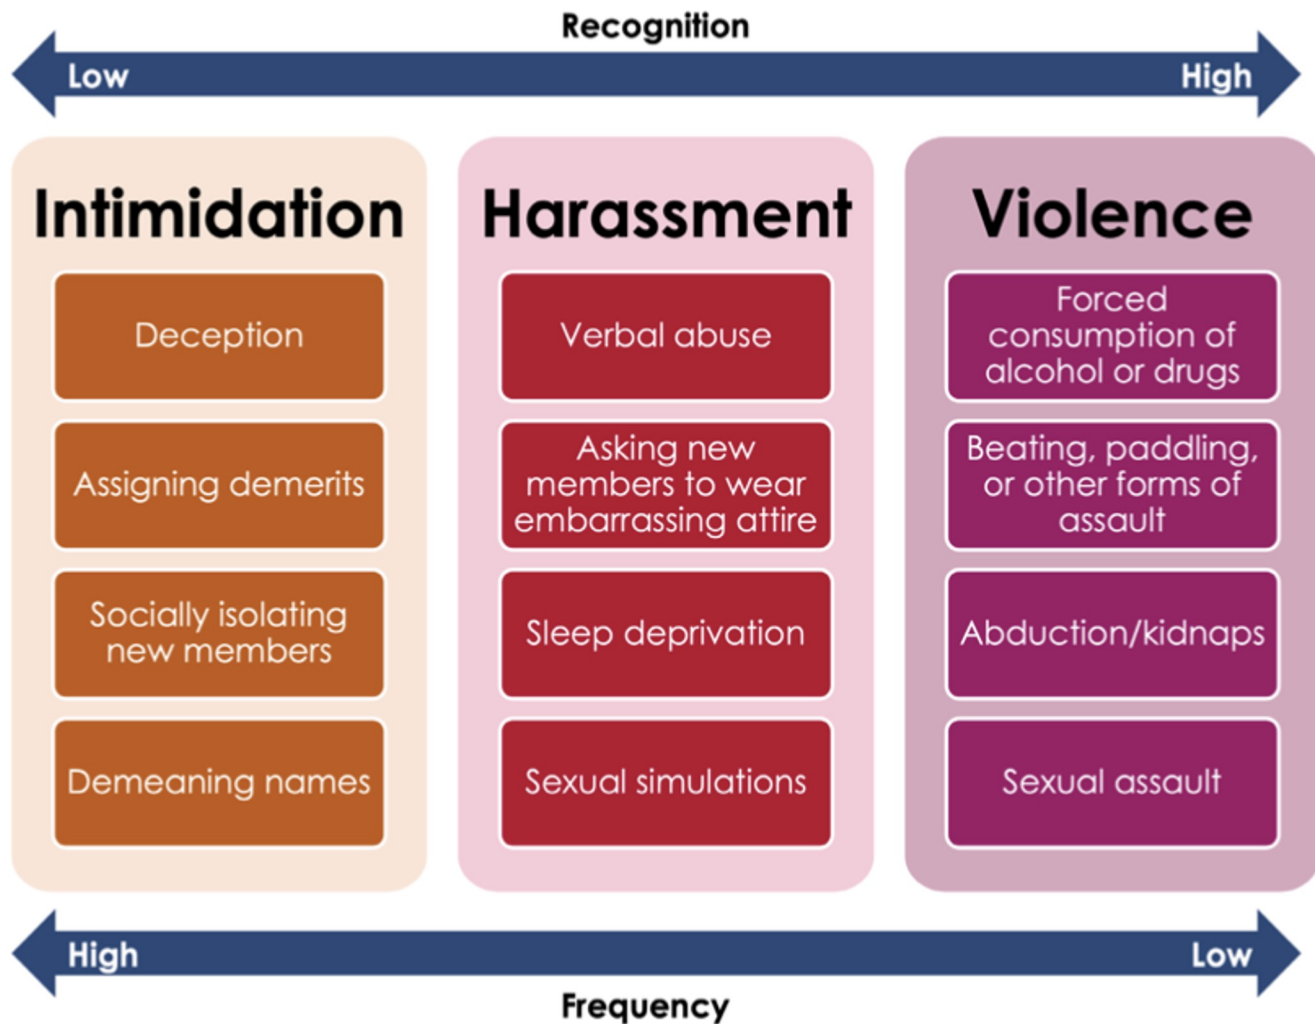 Recognition
Low
High
Intimidation
Deception
Assigning demerits
Socially isolating
new members
Demeaning names
Harassment
Verbal abuse
Asking new
members to wear
embarrassing attire
Sleep deprivation
Sexual simulations
Violence
Forced
consumption of
alcohol or drugs
Beating, paddling,
or other forms of
assault
Abduction/kidnaps
Sexual assault
High
Low
Frequency